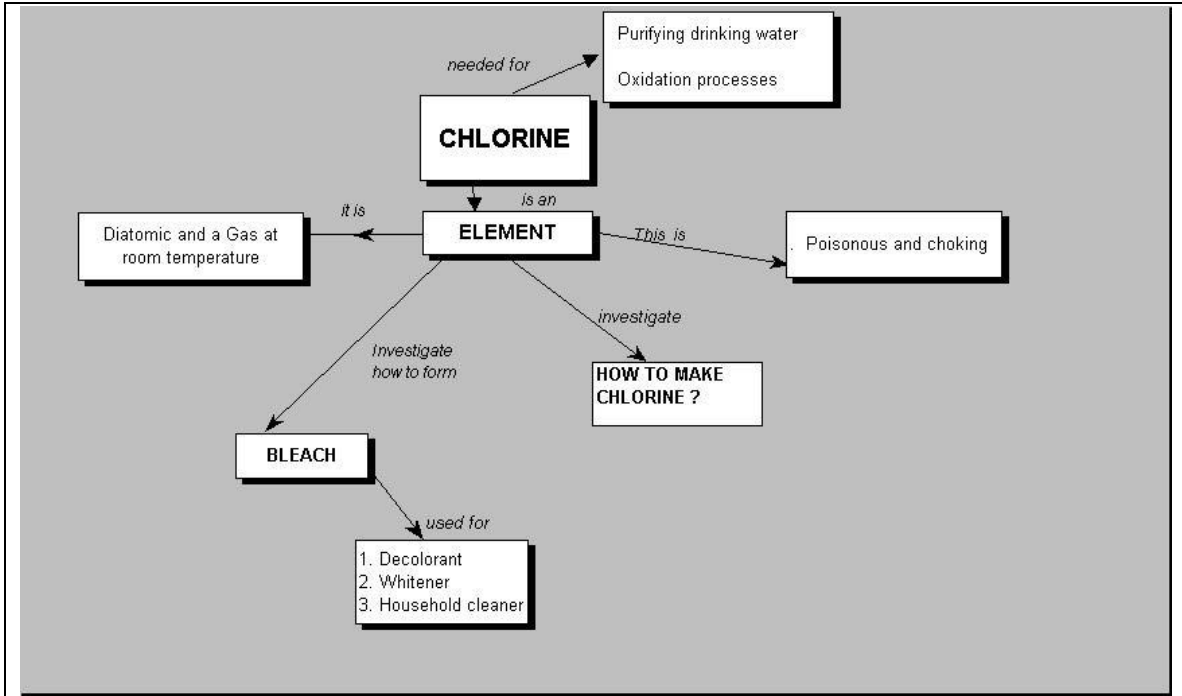 Purifying drinking water
Oxidation processes
needed for
CHLORINE
is an
it is
ELEMENT
This is
Diatomic and a Gas at
room temperature
. Poisonous and choking
investigate
Investigate
how to form
HOW TO MAKE
CHLORINE ?
BLEACH
used for
1. Decolorant
2. Whitener
3. Household cleaner